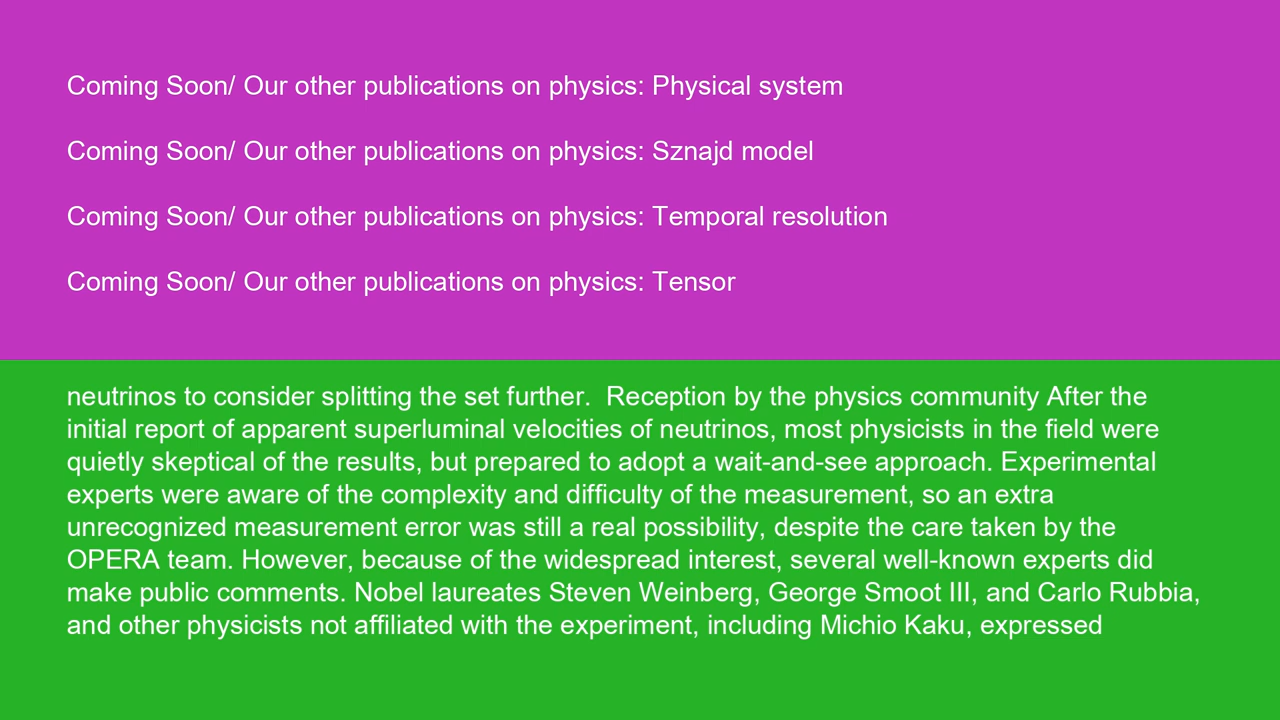 Coming Soon/ Our other publications on physics: Physical system
Coming Soon/ Our other publications on physics: Sznajd model
Coming Soon/ Our other publications on physics: Temporal resolution
Coming Soon/ Our other publications on physics: Tensor
neutrinos to consider splitting the set further.  Reception by the physics community After the
initial report of apparent superluminal velocities of neutrinos, most physicists in the field were
quietly skeptical of the results, but prepared to adopt a wait-and-see approach. Experimental
experts were aware of the complexity and difficulty of the measurement, so an extra
unrecognized measurement error was still a real possibility, despite the care taken by the
OPERA team. However, because of the widespread interest, several well-known experts did
make public comments. Nobel laureates Steven Weinberg, George Smoot III, and Carlo Rubbia,
and other physicists not affiliated with the experiment, including Michio Kaku, expressed